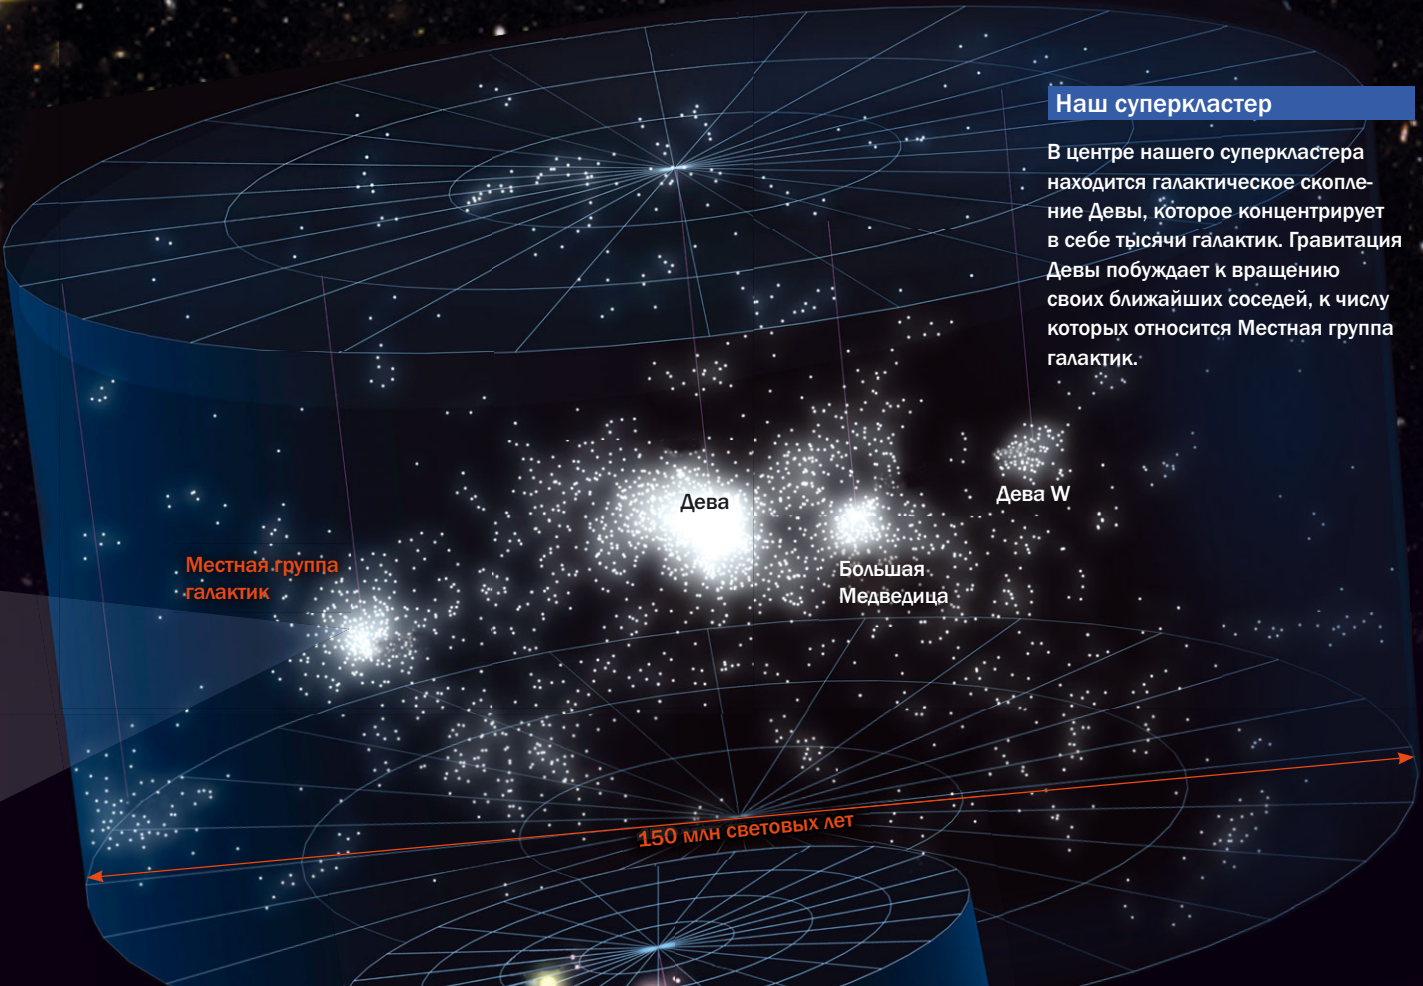 Наш суперкластер
В центре нашего суперкластера
находится галактическое скопле-
ние Девы, которое концентрирует
в себе тысячи галактик. Гравитация
Девы побуждает к вращению
своих ближайших соседей, к числу
которых относится Местная группа
галактик.
Дева
Дева W
Местная группа
галактик
Большая
Медведица
150 млн световых лет